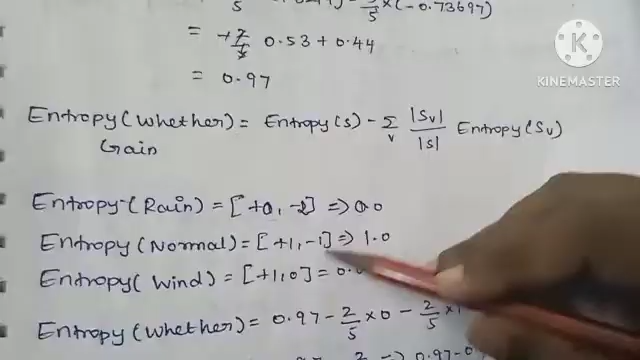 = 0.53 + 0.44
= 0.97
KINEMASTER
Entropy(Whether) = Entropy(S) - Σ |Sv| Entropy(Sv)
Gain v |S|
Entropy(Rain) = [+0, -2] => 0.0
Entropy(Normal) = [+1, -1] => 1.0
Entropy(Wind) = [+1, 0] = 0.
Entropy(Whether) = 0.97 - 2/5 × 0 - 2/5 ×